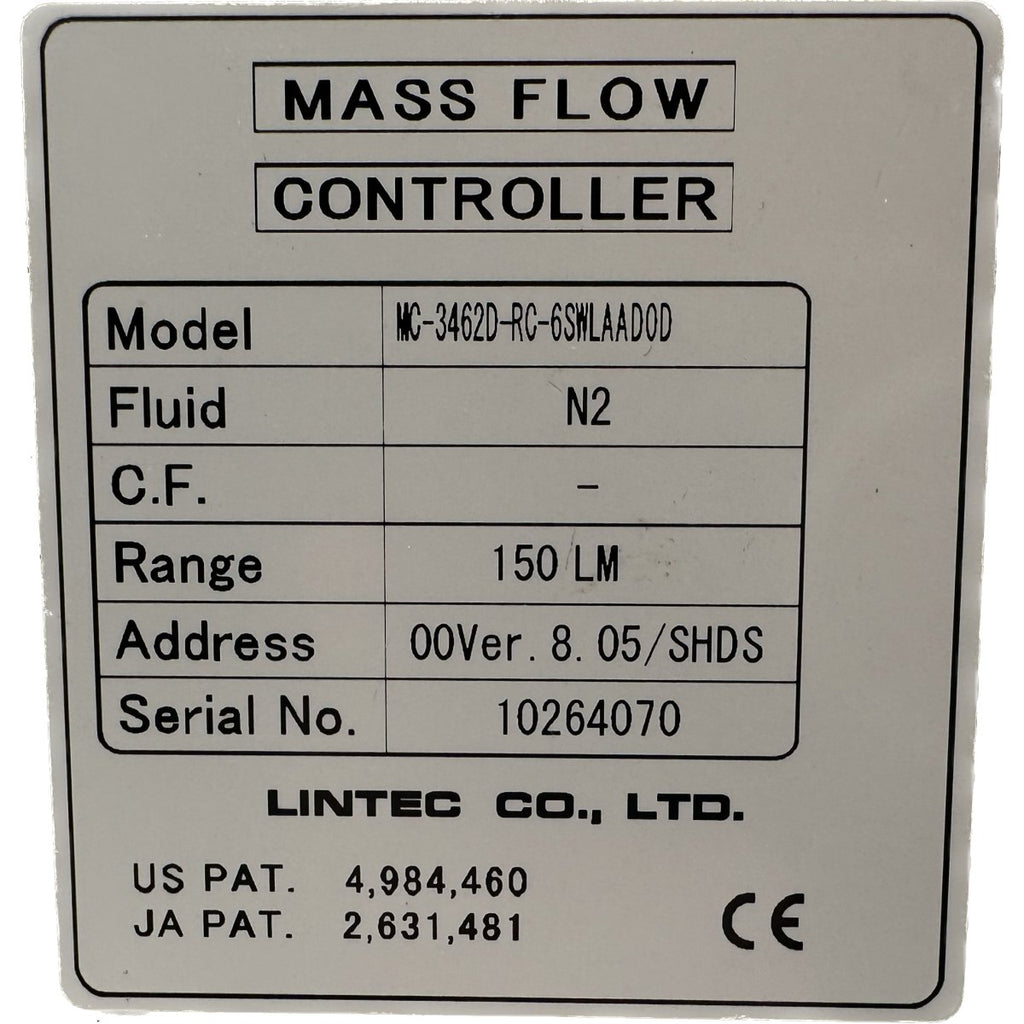 MASS FLOW
CONTROLLER
Model MC-3462D-RC-6SWLAAD0D
Fluid N2
C.F. -
Range 150 LM
Address 00Ver. 8. 05/SHDS
Serial No. 10264070
LINTEC CO., LTD.
US PAT. 4,984,460
JA PAT. 2,631,481
CE